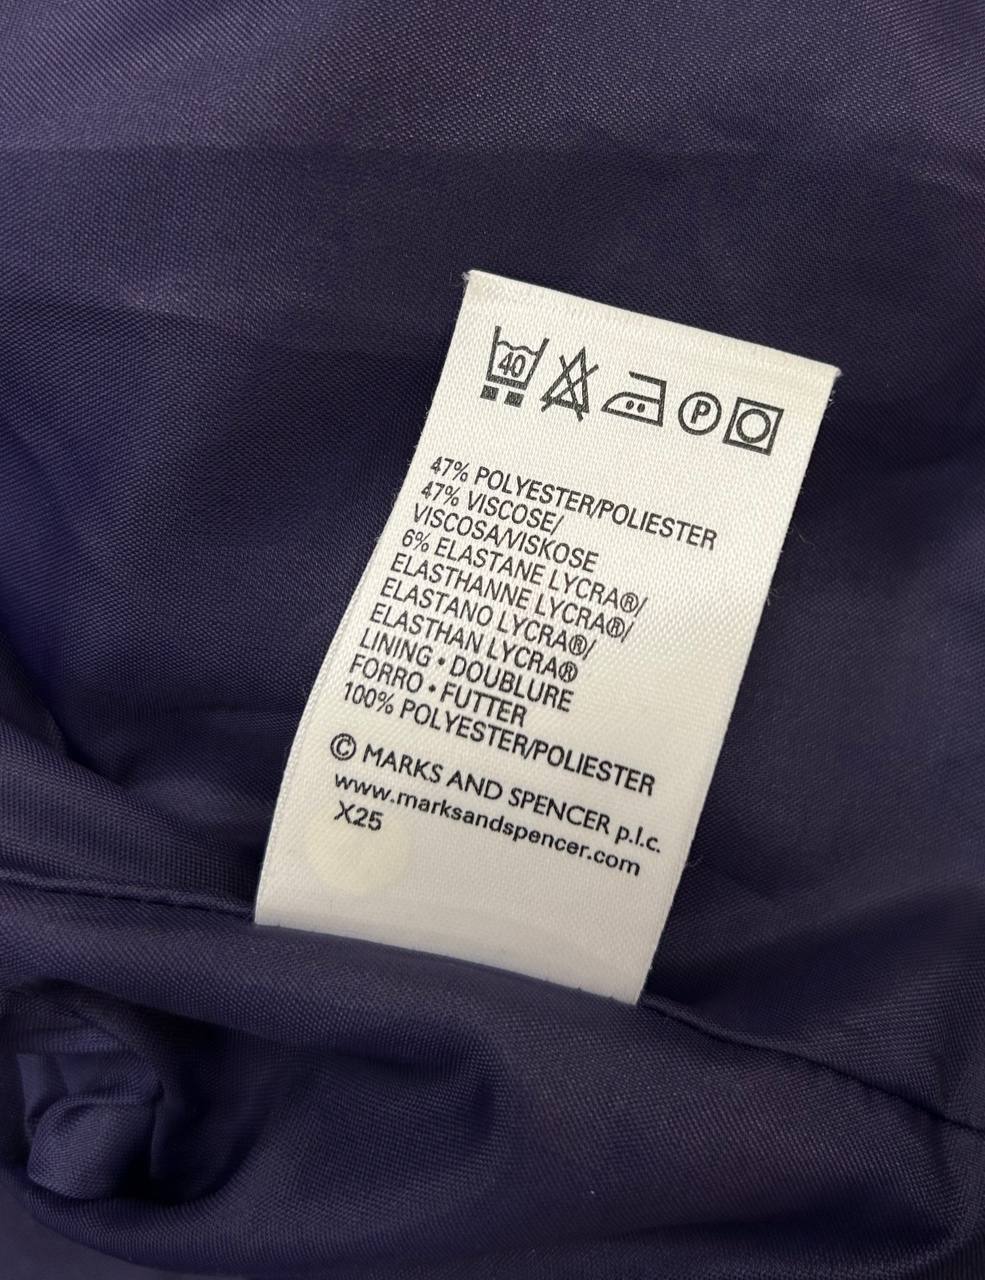 40
P
47% POLYESTER/POLIESTER
47% VISCOSE/
VISCOSA/VISKOSE
6% ELASTANE LYCRA®/
ELASTHANNE LYCRA®/
ELASTANO LYCRA®/
ELASTHAN LYCRA®
LINING • DOUBLURE
FORRO • FUTTER
100% POLYESTER/POLIESTER
© MARKS AND SPENCER p.l.c.
www.marksandspencer.com
X25